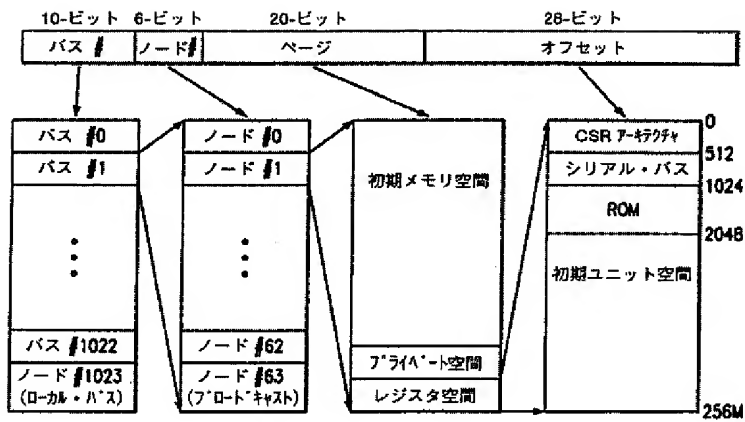 10-ビット 6-ビット 20-ビット 28-ビット
バス # ノード# ページ オフセット
バス #0
バス #1
バス #1022
ノード #1023
(ローカル・バス)
ノード #0
ノード #1
ノード #62
ノード #63
(ブロードキャスト)
初期メモリ空間
プライベート空間
レジスタ空間
CSR アーキテクチャ
シリアル・バス
ROM
初期ユニット空間
0
512
1024
2048
256M